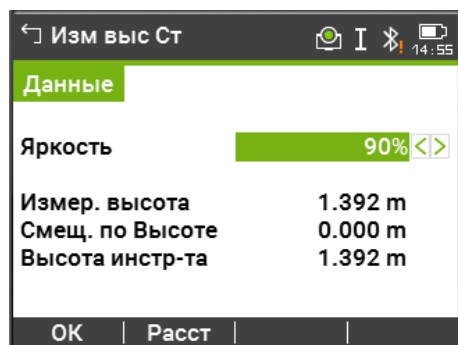 Изм выс Ст
I
14:55
Данные
Яркость 90%
Измер. высота 1.392 m
Смещ. по Высоте 0.000 m
Высота инстр-та 1.392 m
ОК | Расст | |